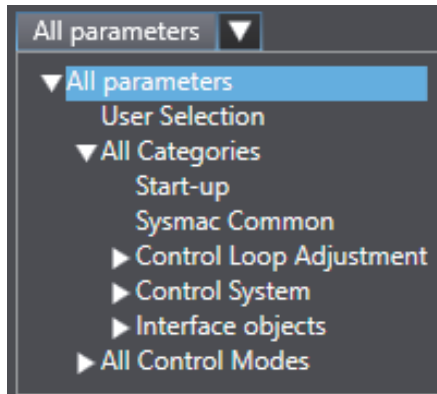 All parameters
All parameters
User Selection
All Categories
Start-up
Sysmac Common
Control Loop Adjustment
Control System
Interface objects
All Control Modes